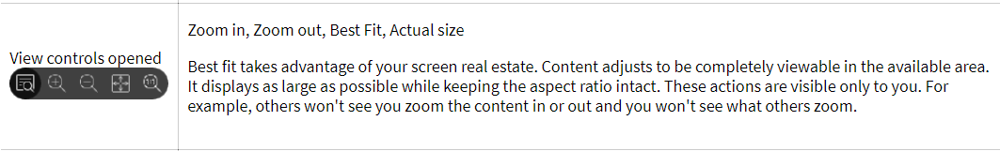 View controls opened
1:1
Zoom in, Zoom out, Best Fit, Actual size
Best fit takes advantage of your screen real estate. Content adjusts to be completely viewable in the available area.
It displays as large as possible while keeping the aspect ratio intact. These actions are visible only to you. For
example, others won't see you zoom the content in or out and you won't see what others zoom.